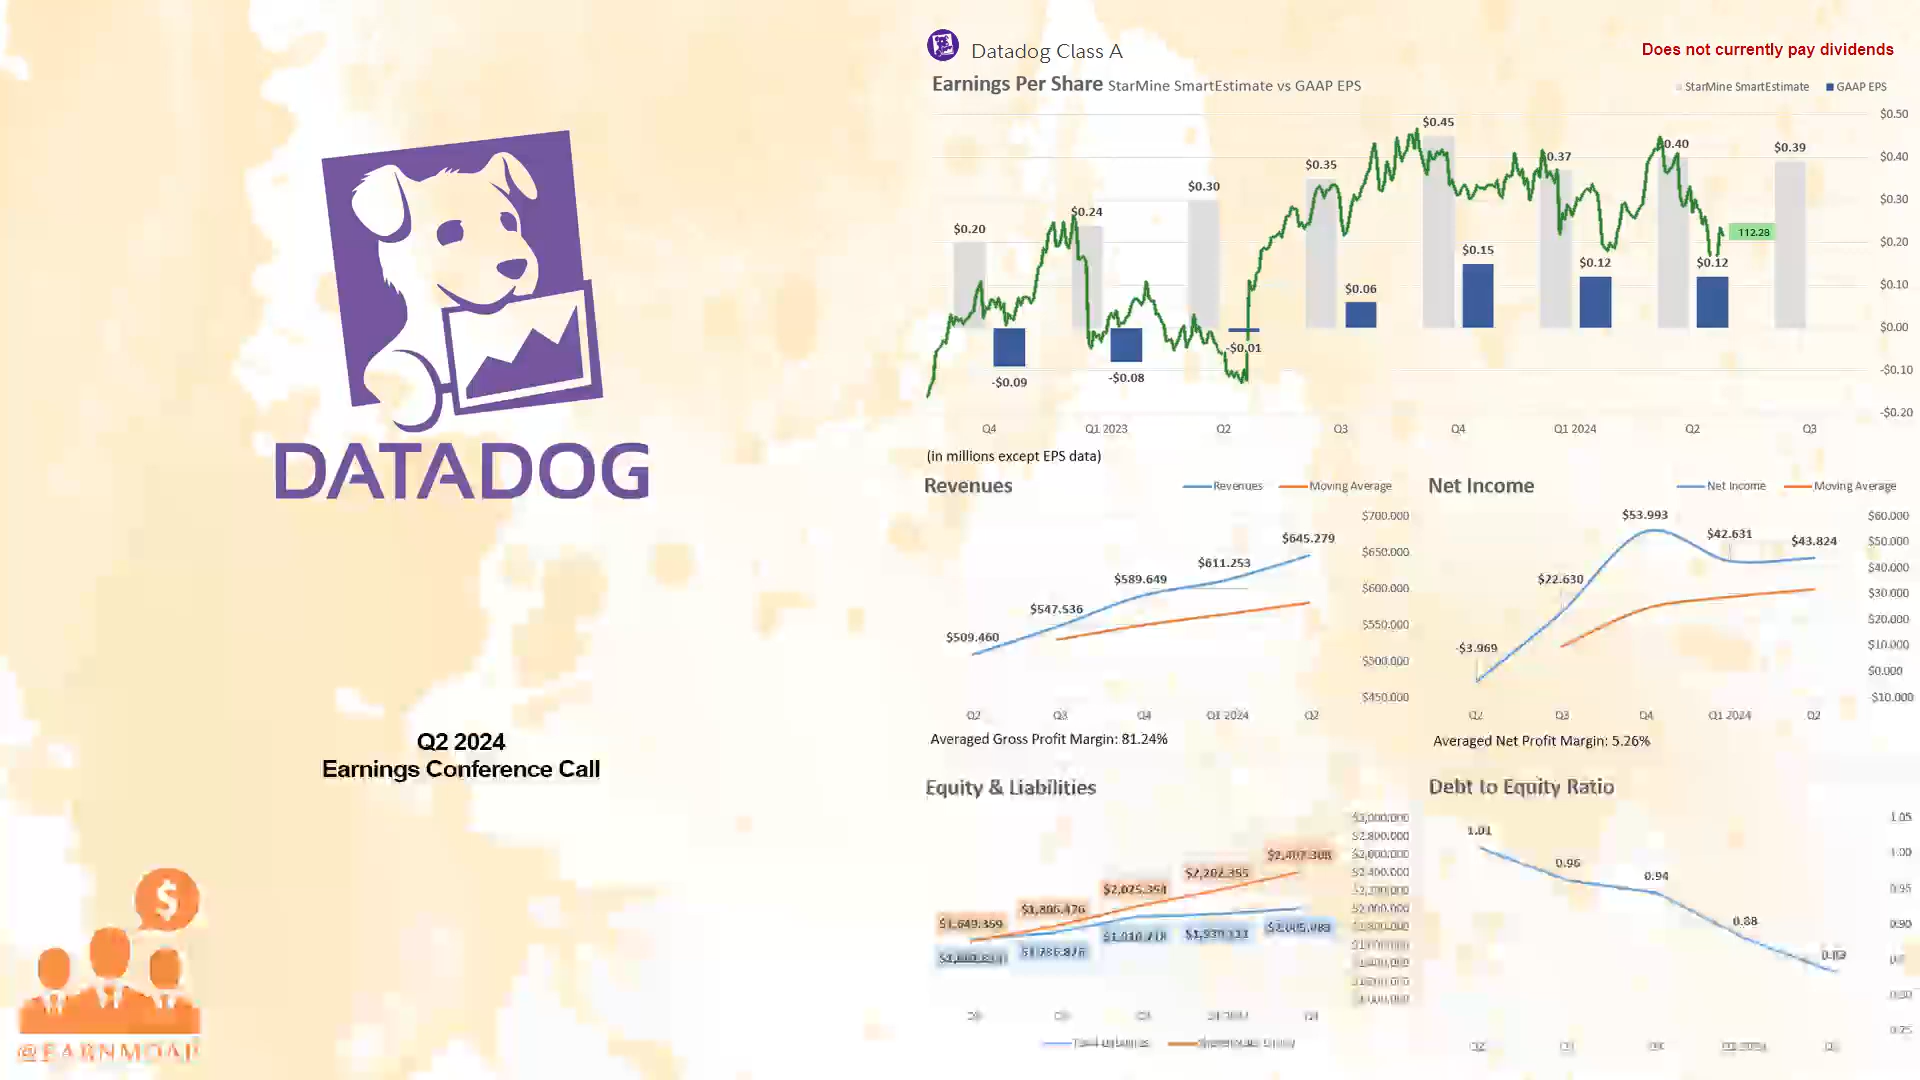 DATADOG
Q2 2024
Earnings Conference Call
@EARNMOAR
Datadog Class A
Does not currently pay dividends
Earnings Per Share StarMine SmartEstimate vs GAAP EPS
StarMine SmartEstimate GAAP EPS
$0.50
$0.40
$0.30
$0.20
$0.10
$0.00
-$0.10
-$0.20
$0.20
$0.24
$0.30
$0.35
$0.45
0.37
0.40
$0.39
112.28
-$0.09
-$0.08
-$0.01
$0.06
$0.15
$0.12
$0.12
Q4 Q1 2023 Q2 Q3 Q4 Q1 2024 Q2 Q3
(in millions except EPS data)
Revenues
Revenues Moving Average
$700.000
$650.000
$600.000
$550.000
$450.000
$509.460
$547.536
$589.649
$611.253
$645.279
Q2 Q3 Q4 Q1 2024 Q2
Averaged Gross Profit Margin: 81.24%
Net Income
Net Income Moving Average
$60.000
$50.000
$40.000
$30.000
$20.000
$10.000
$0.000
-$10.000
-$3.969
$22.630
$53.993
$42.631
$43.824
Q2 Q3 Q4 Q1 2024 Q2
Averaged Net Profit Margin: 5.26%
Equity & Liabilities
$1,649.359
$1,806.476
$2,025.354
$2,202.355
Debt to Equity Ratio
1.01
0.96
0.94
0.88
1.05
1.00
0.95
0.90